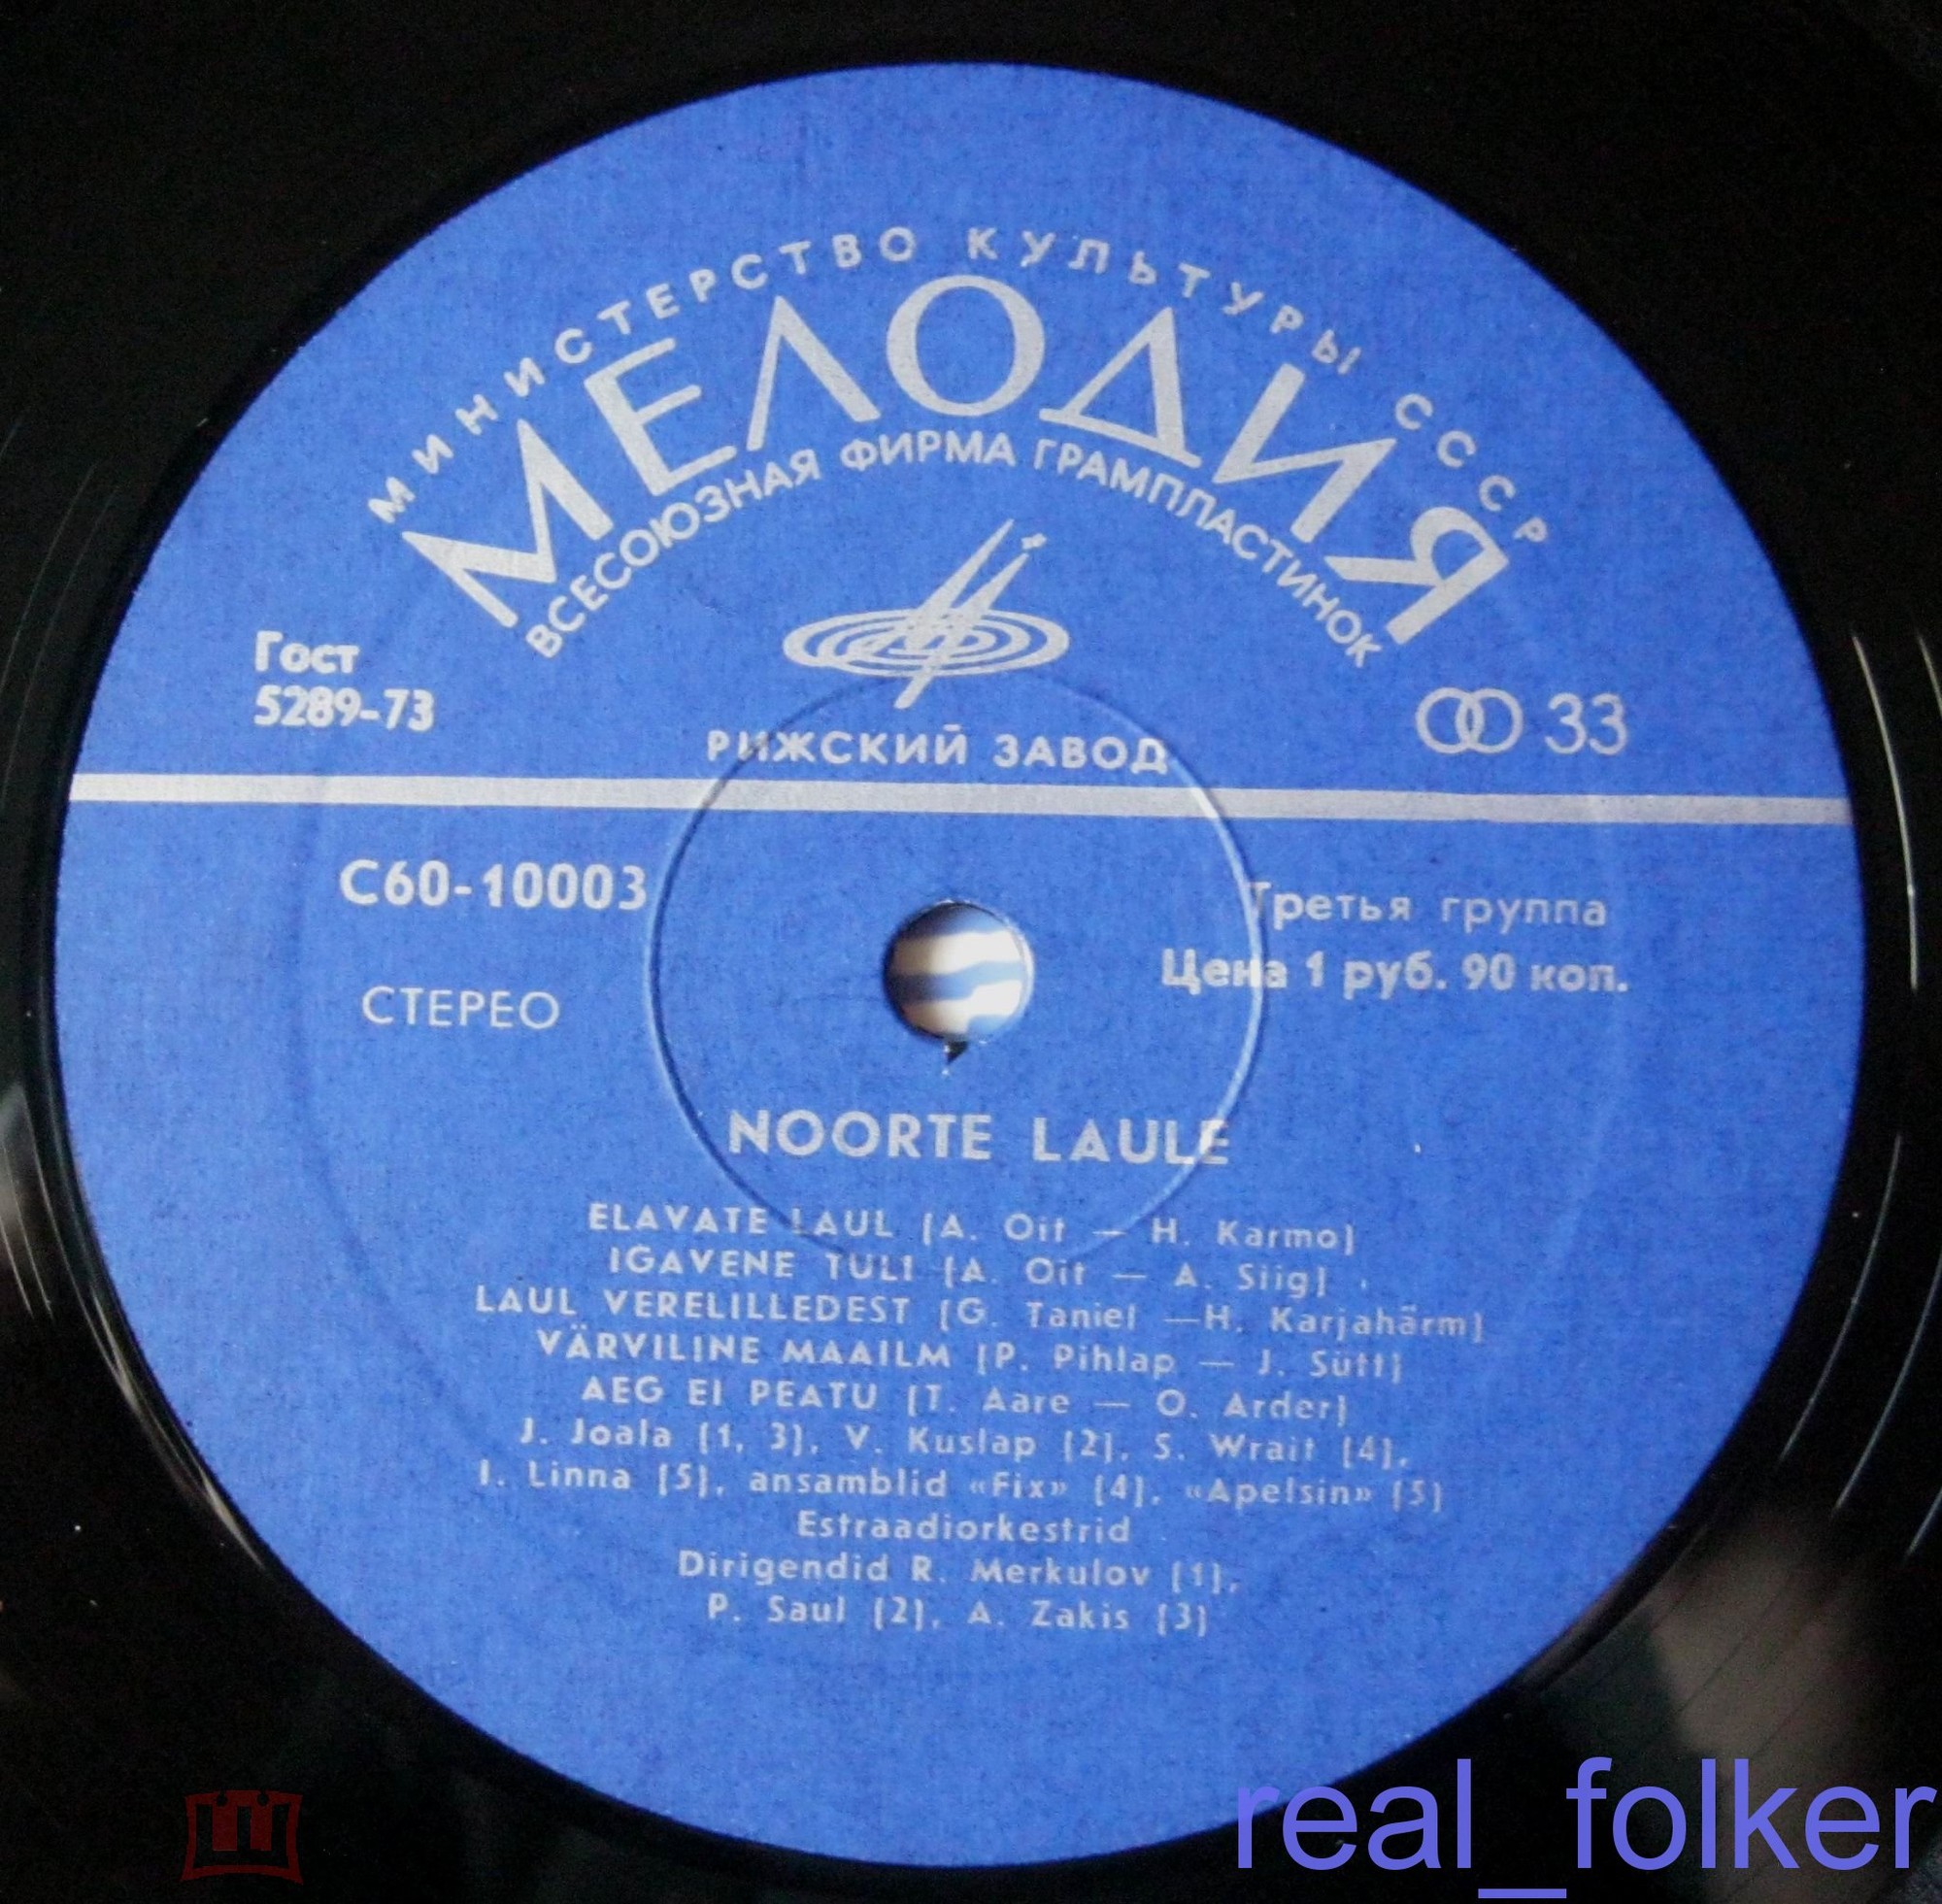 МИНИСТЕРСТВО КУЛЬТУРЫ СССР
МЕЛОДИЯ
ВСЕСОЮЗНАЯ ФИРМА ГРАМПЛАСТИНОК
Гост
5289-73
33
РИЖСКИЙ ЗАВОД
С60-10003
Третья группа
Цена 1 руб. 90 коп.
СТЕРЕО
NOORTE LAULE
ELAVATE LAUL (A. Oit — H. Karmo)
IGAVENE TULI (A. Oit — A. Siig)
LAUL VERELILLEDEST (G. Taniel —H. Karjahärm)
VÄRVILINE MAAILM (P. Pihlap — J. Sütt)
AEG EI PEATU (T. Aare — O. Arder)
J. Joala (1, 3), V. Kuslap (2), S. Wrait (4),
I. Linna (5), ansamblid «Fix» (4), «Apelsin» (5)
Estraadiorkestrid
Dirigendid R. Merkulov (1),
P. Saul (2), A. Zakis (3)
real_folker